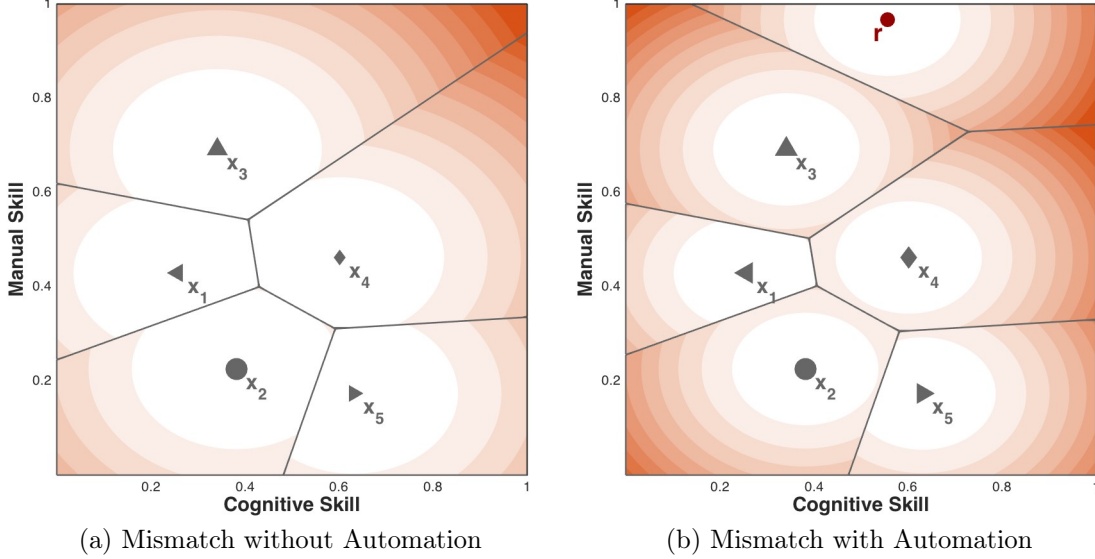 1
0.8
0.6
0.4
0.2
Manual Skill
x3
x4
x1
x2
x5
0.2
0.4
0.6
0.8
1
Cognitive Skill
(a) Mismatch without Automation
1
0.8
0.6
0.4
0.2
Manual Skill
r
x3
x4
x1
x2
x5
0.2
0.4
0.6
0.8
1
Cognitive Skill
(b) Mismatch with Automation